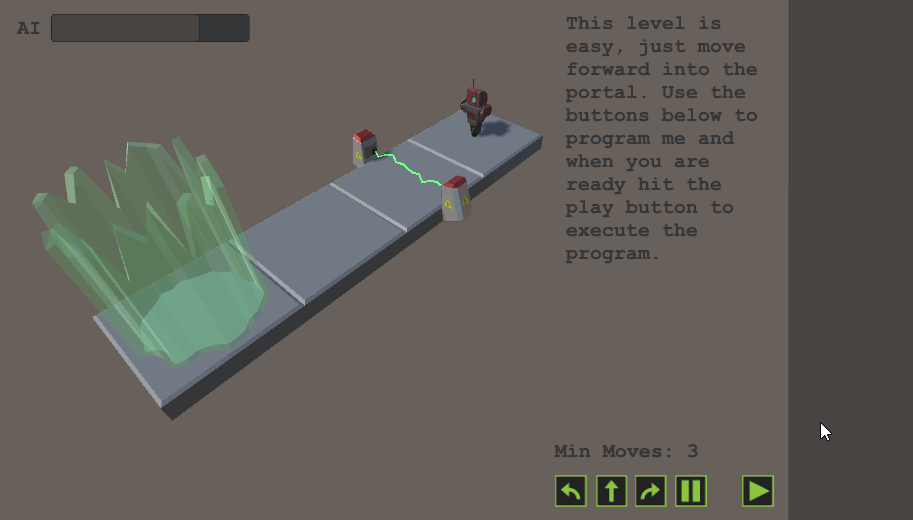 AI
This level is
easy, just move
forward into the
portal. Use the
buttons below to
program me and
when you are
ready hit the
play button to
execute the
program.
Min Moves: 3